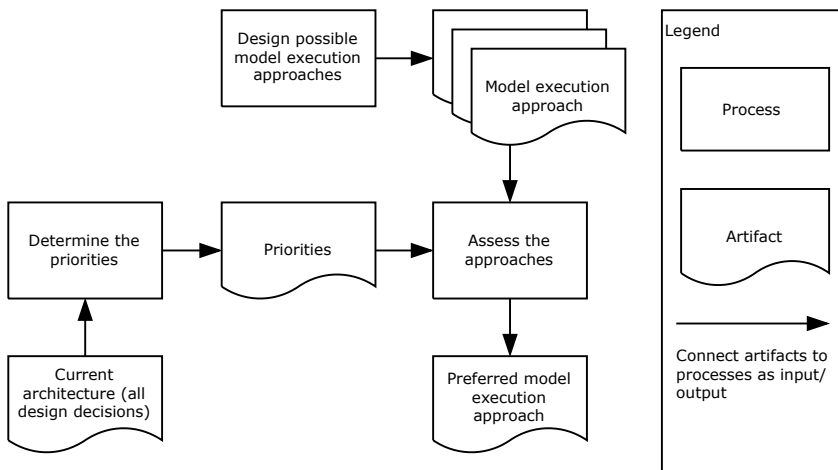 Design possible
model execution
approaches
Model execution
approach
Determine the
priorities
Priorities
Assess the
approaches
Current
architecture (all
design decisions)
Preferred model
execution
approach
Legend
Process
Artifact
Connect artifacts to
processes as input/
output